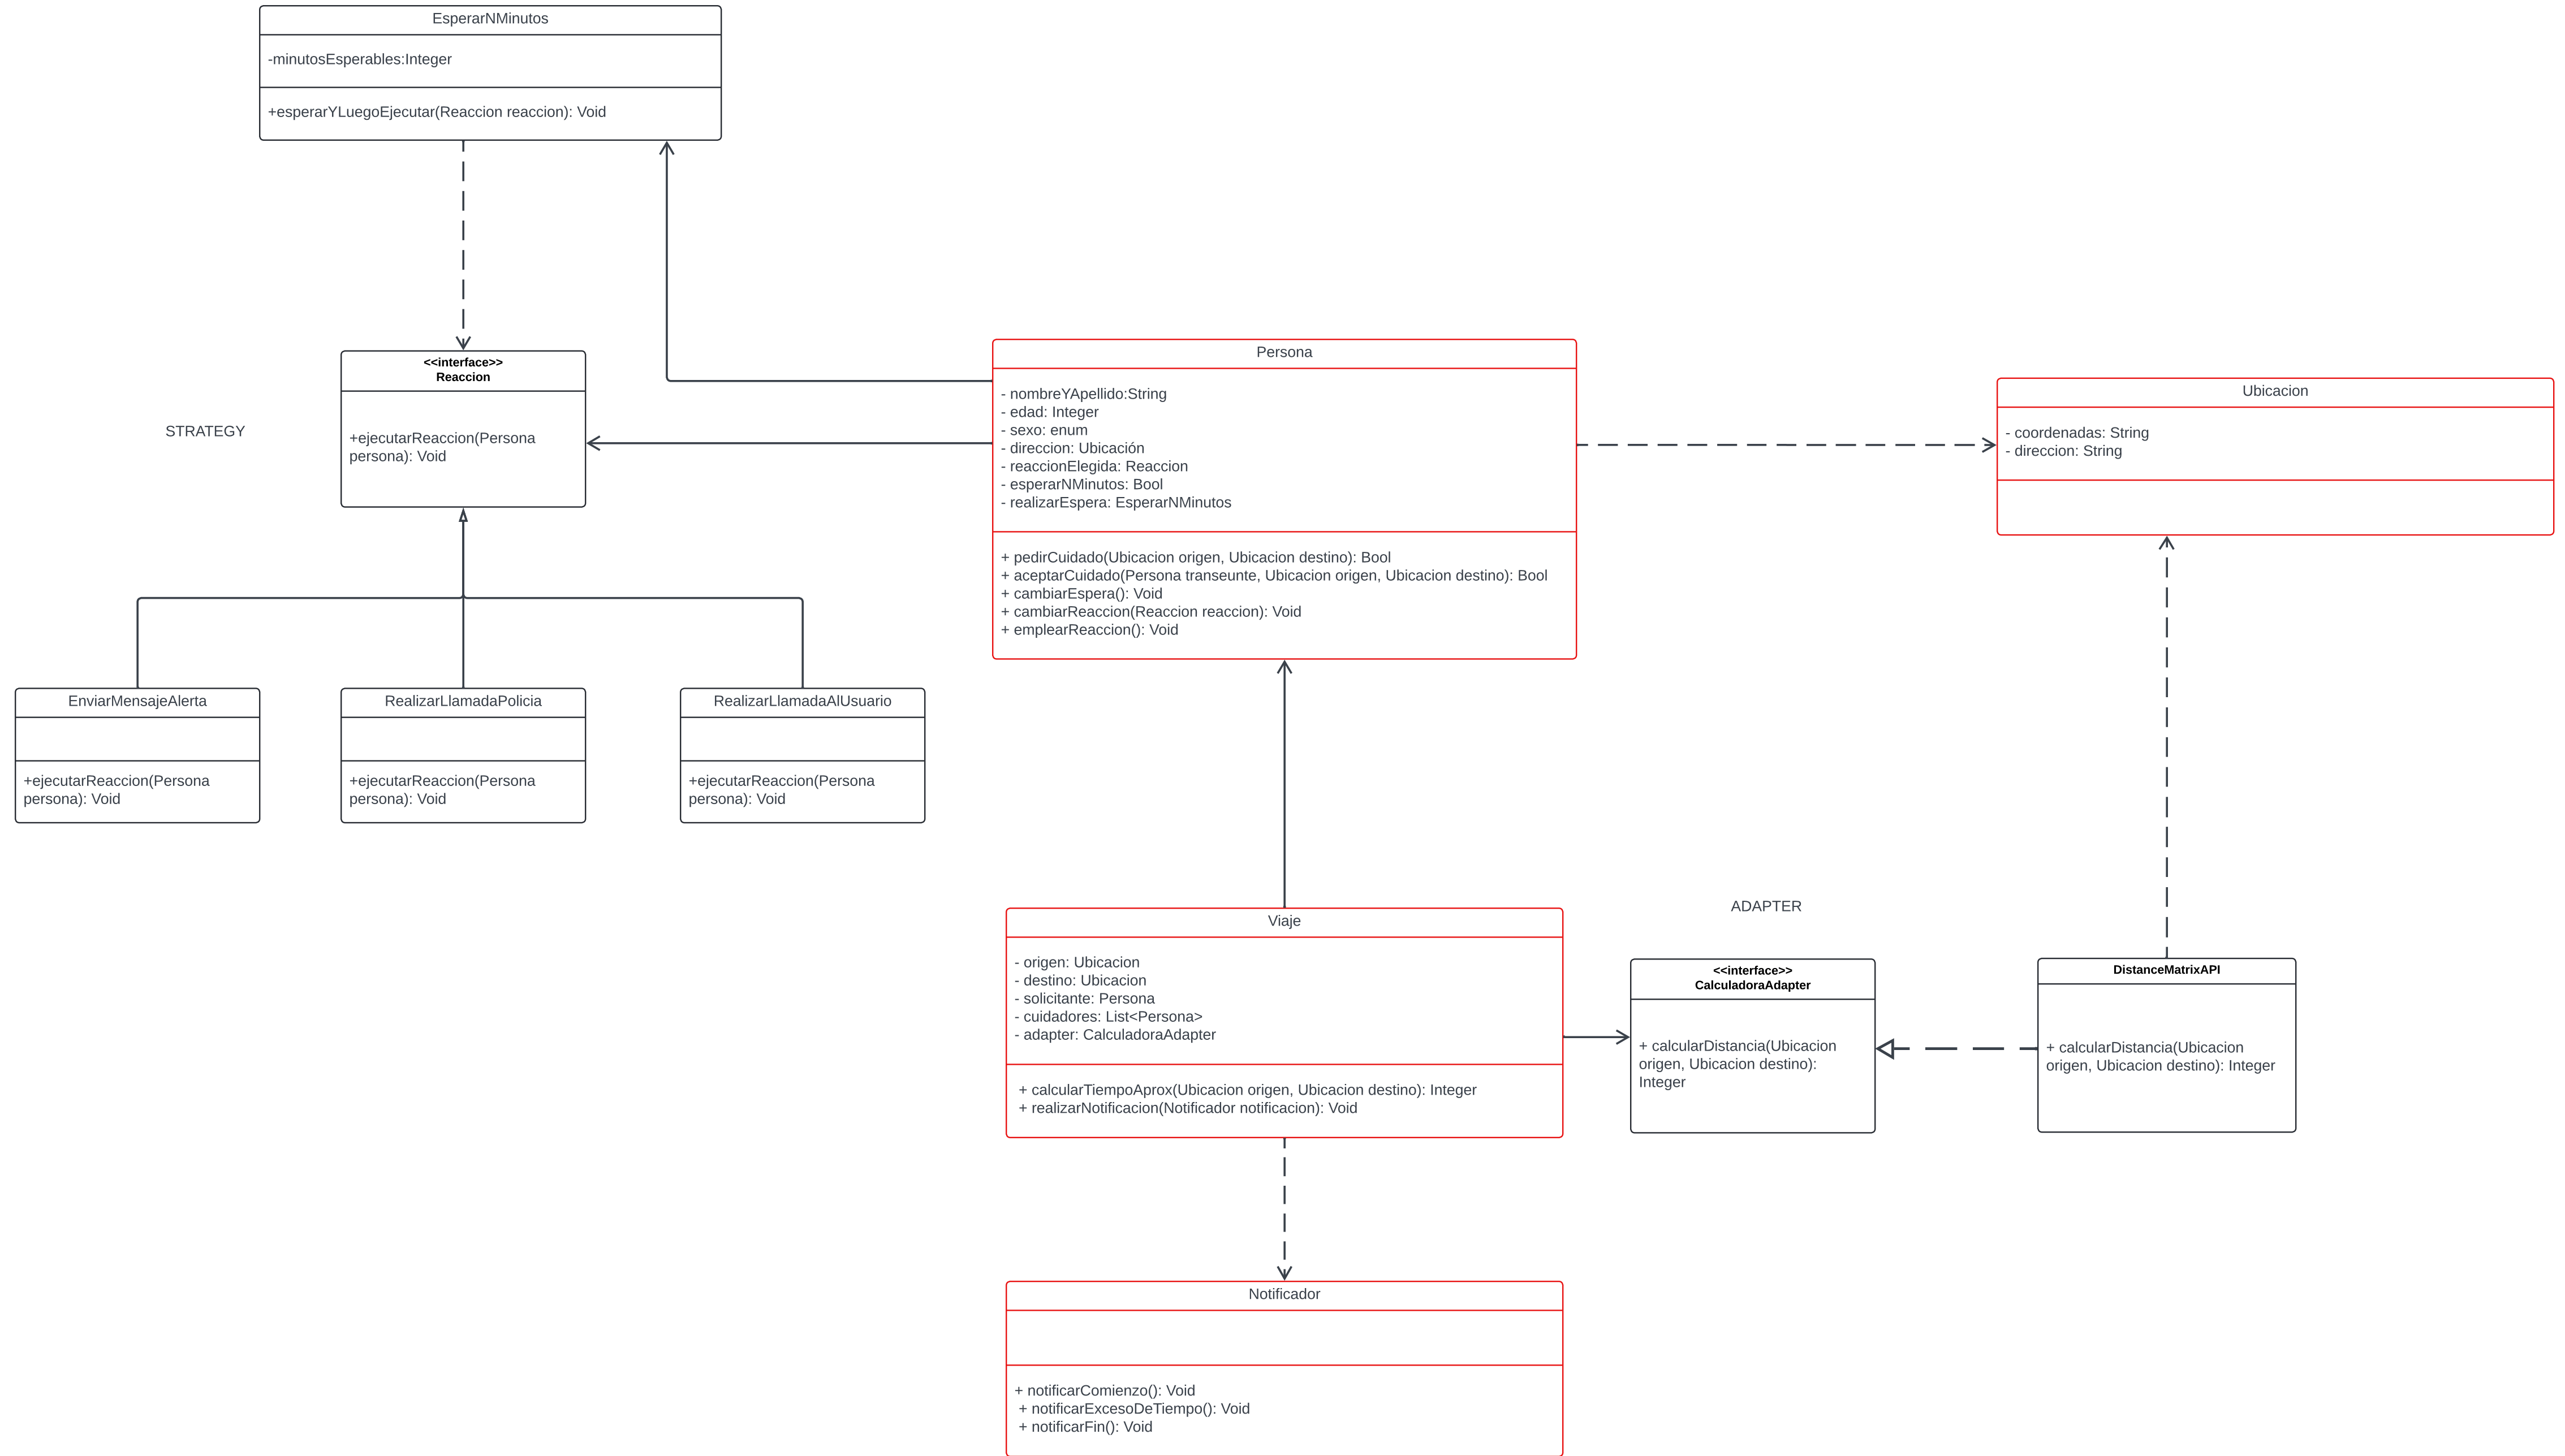 EsperarNMinutos
-minutosEsperables:Integer
+esperarYLuegoEjecutar(Reaccion reaccion): Void
<<interface>>
Reaccion
+ejecutarReaccion(Persona
persona): Void
STRATEGY
EnviarMensajeAlerta
+ejecutarReaccion(Persona
persona): Void
RealizarLlamadaPolicia
+ejecutarReaccion(Persona
persona): Void
RealizarLlamadaAlUsuario
+ejecutarReaccion(Persona
persona): Void
Persona
- nombreYApellido:String
- edad: Integer
- sexo: enum
- direccion: Ubicación
- reaccionElegida: Reaccion
- esperarNMinutos: Bool
- realizarEspera: EsperarNMinutos
+ pedirCuidado(Ubicacion origen, Ubicacion destino): Bool
+ aceptarCuidado(Persona transeunte, Ubicacion origen, Ubicacion destino): Bool
+ cambiarEspera(): Void
+ cambiarReaccion(Reaccion reaccion): Void
+ emplearReaccion(): Void
Ubicacion
- coordenadas: String
- direccion: String
Viaje
- origen: Ubicacion
- destino: Ubicacion
- solicitante: Persona
- cuidadores: List<Persona>
- adapter: CalculadoraAdapter
+ calcularTiempoAprox(Ubicacion origen, Ubicacion destino): Integer
+ realizarNotificacion(Notificador notificacion): Void
ADAPTER
<<interface>>
CalculadoraAdapter
+ calcularDistancia(Ubicacion
origen, Ubicacion destino):
Integer
DistanceMatrixAPI
+ calcularDistancia(Ubicacion
origen, Ubicacion destino): Integer
Notificador
+ notificarComienzo(): Void
+ notificarExcesoDeTiempo(): Void
+ notificarFin(): Void